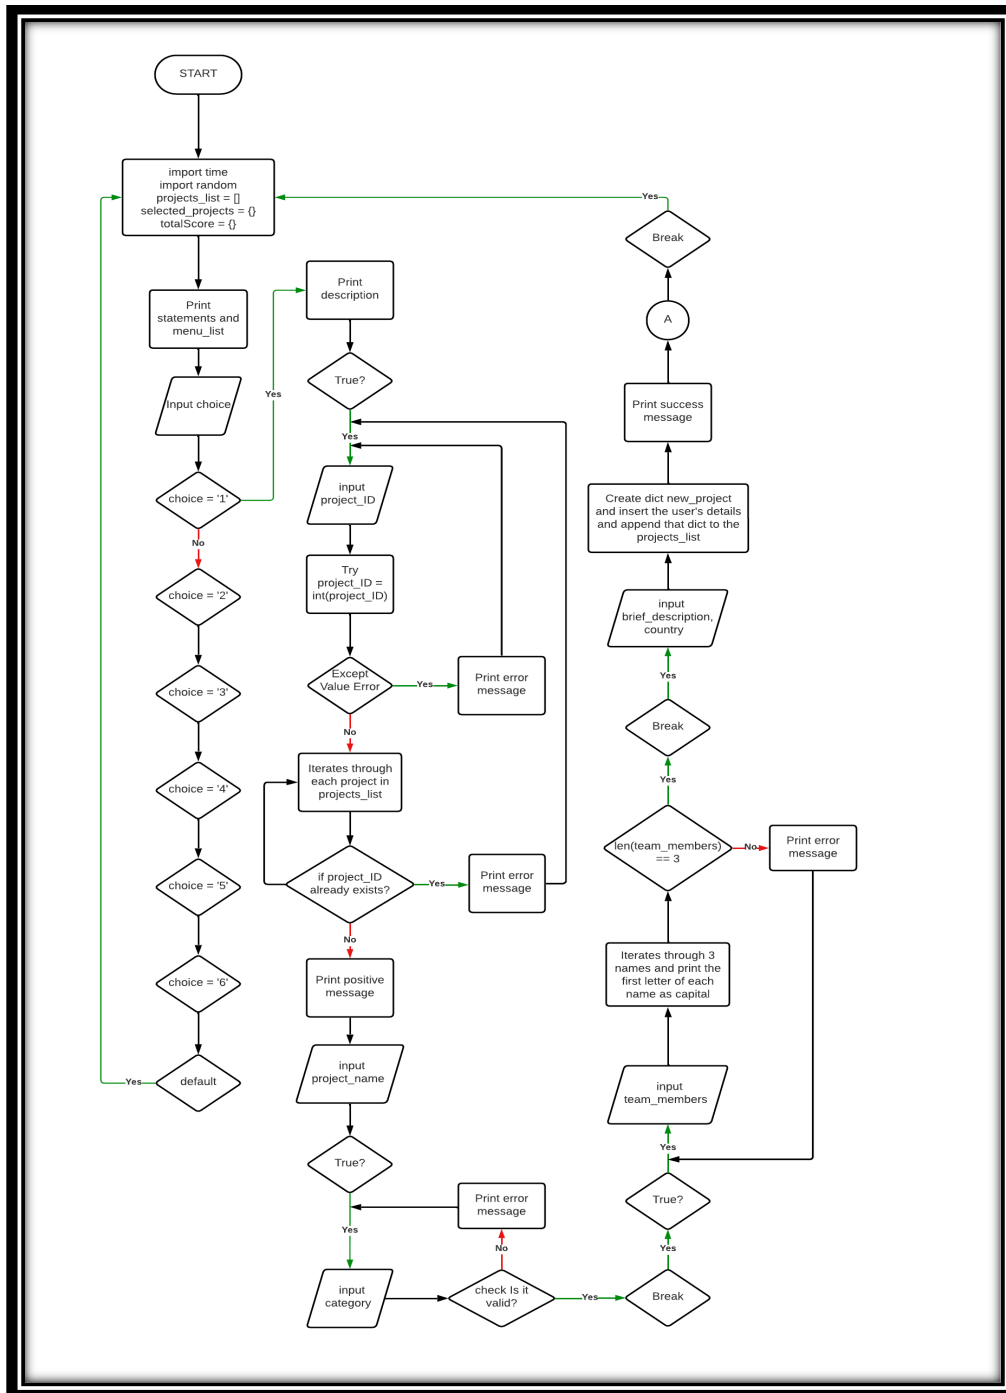 START
import time
import random
projects_list = []
selected_projects = {}
totalScore = {}
Print
statements and
menu_list
Input choice
choice = '1'
Yes
No
choice = '2'
choice = '3'
choice = '4'
choice = '5'
choice = '6'
default
Yes
Print
description
True?
Yes
input
project_ID
Try
project_ID =
int(project_ID)
Except
Value Error
Yes
Print error
message
No
Iterates through
each project in
projects_list
if project_ID
already exists?
Yes
Print error
message
No
Print positive
message
input
project_name
True?
Yes
input
category
check Is it
valid?
No
Print error
message
Yes
Break
Yes
True?
Yes
input
team_members
Iterates through 3
names and print the
first letter of each
name as capital
len(team_members)
== 3
No
Print error
message
Yes
Break
Yes
input
brief_description,
country
Create dict new_project
and insert the user's details
and append that dict to the
projects_list
Print success
message
A
Break
Yes